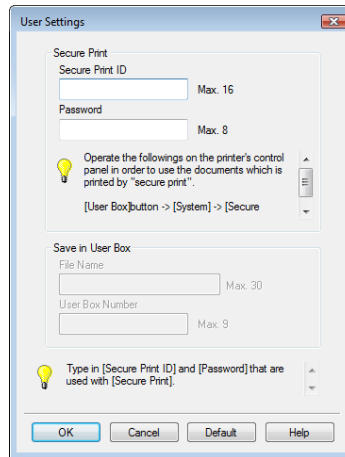 User Settings
Secure Print
Secure Print ID
Max. 16
Password
Max. 8
Operate the followings on the printer's control
panel in order to use the documents which is
printed by "secure print".
[User Box]button -> [System] -> [Secure
Save in User Box
File Name
Max. 30
User Box Number
Max. 9
Type in [Secure Print ID] and [Password] that are
used with [Secure Print].
OK
Cancel
Default
Help